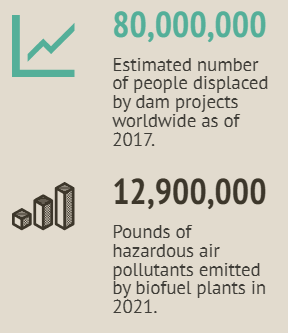 80,000,000
Estimated number
of people displaced
by dam projects
worldwide as of
2017.
12,900,000
Pounds of
hazardous air
pollutants emitted
by biofuel plants in
2021.